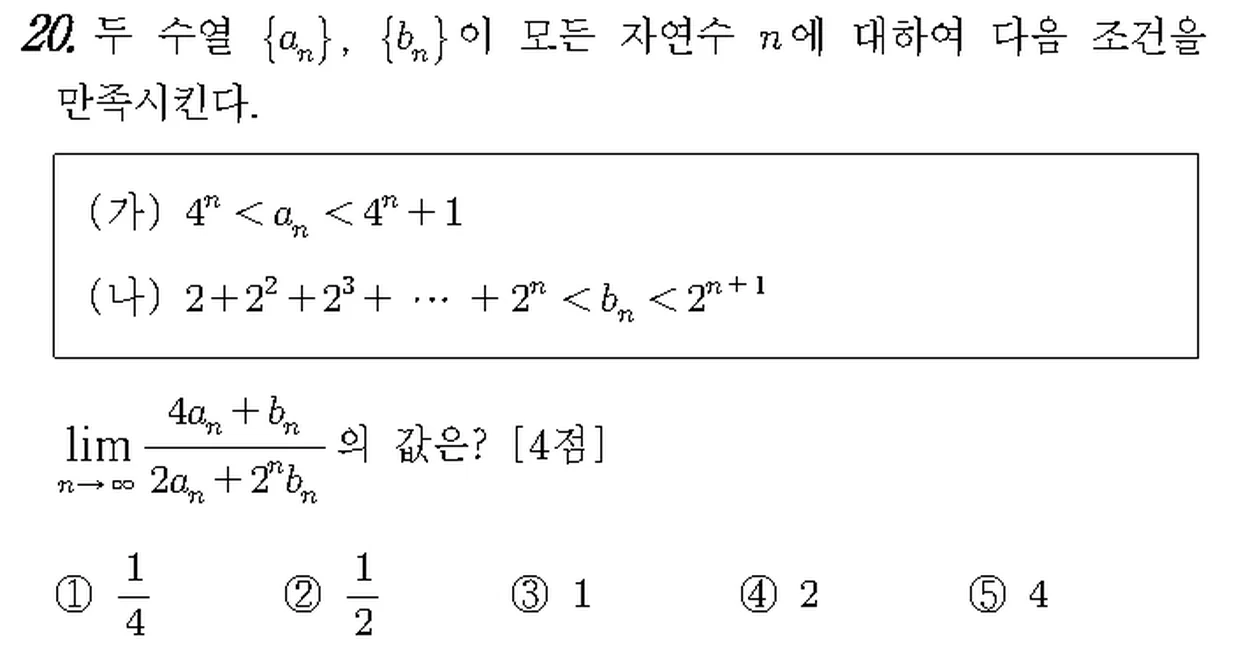 20. 두 수열 {aₙ}, {bₙ}이 모든 자연수 n에 대하여 다음 조건을
만족시킨다.
(가) 4ⁿ < aₙ < 4ⁿ + 1
(나) 2 + 2² + 2³ + ⋯ + 2ⁿ < bₙ < 2ⁿ⁺¹
lim_{n→∞} (4aₙ + bₙ)/(2aₙ + 2ⁿbₙ) 의 값은? [4점]
① 1/4 ② 1/2 ③ 1 ④ 2 ⑤ 4